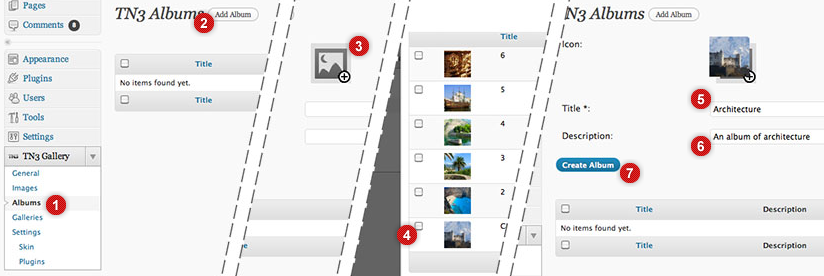 Pages
Comments 8
Appearance
Plugins
Users
Tools
Settings
TN3 Gallery
General
Images
Albums 1
Galleries
Settings
Skin
Plugins
TN3 Albums 2 Add Album
Title
No items found yet.
Title
3
Title
6
5
4
3
2
4 C
TN3 Albums Add Album
Icon:
5
Title *: Architecture
Description: An album of architecture
6
Create Album 7
Title Description
No items found yet.
Title Description